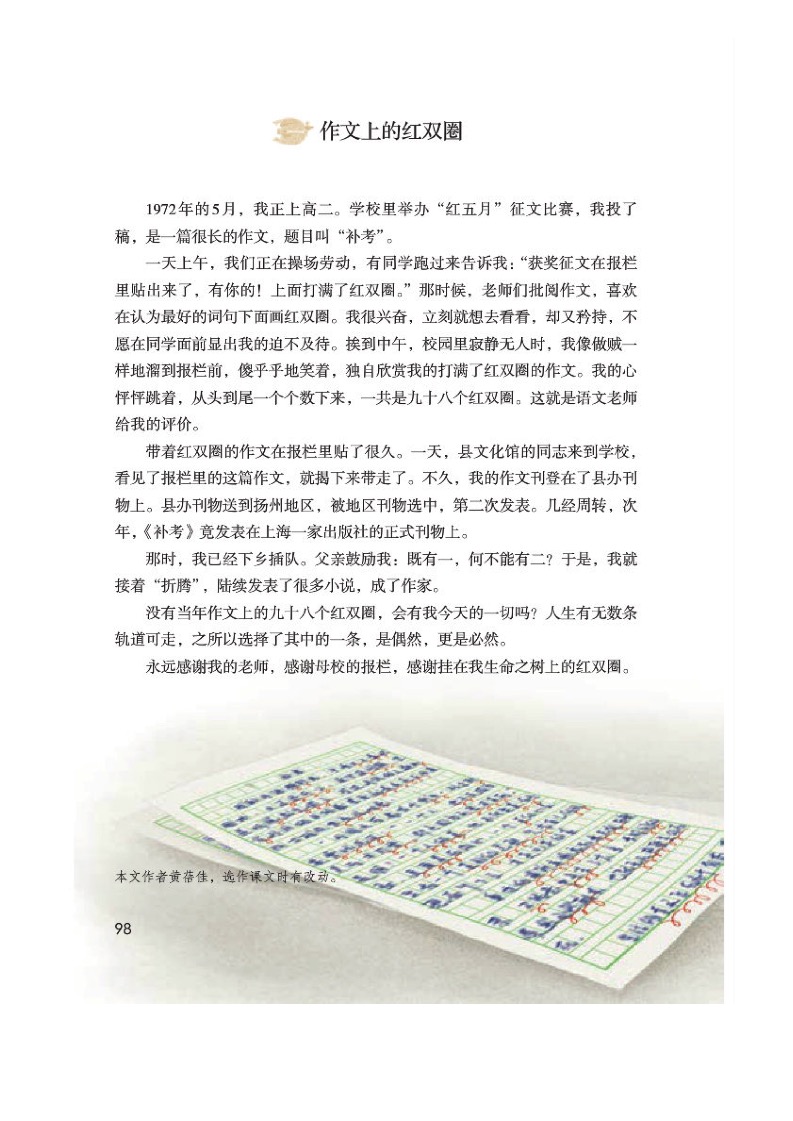 作文上的红双圈
1972年的5月，我正上高二。学校里举办“红五月”征文比赛，我投了
稿，是一篇很长的作文，题目叫“补考”。
一天上午，我们正在操场劳动，有同学跑过来告诉我：“获奖征文在报栏
里贴出来了，有你的！上面打满了红双圈。”那时候，老师们批阅作文，喜欢
在认为最好的词句下面画红双圈。我很兴奋，立刻就想去看看，却又矜持，不
愿在同学面前显出我的迫不及待。挨到中午，校园里寂静无人时，我像做贼一
样地溜到报栏前，傻乎乎地笑着，独自欣赏我的打满了红双圈的作文。我的心
怦怦跳着，从头到尾一个个数下来，一共是九十八个红双圈。这就是语文老师
给我的评价。
带着红双圈的作文在报栏里贴了很久。一天，县文化馆的同志来到学校，
看见了报栏里的这篇作文，就揭下来带走了。不久，我的作文刊登在了县办刊
物上。县办刊物送到扬州地区，被地区刊物选中，第二次发表。几经周转，次
年，《补考》竟发表在上海一家出版社的正式刊物上。
那时，我已经下乡插队。父亲鼓励我：既有一，何不能有二？于是，我就
接着“折腾”，陆续发表了很多小说，成了作家。
没有当年作文上的九十八个红双圈，会有我今天的一切吗？人生有无数条
轨道可走，之所以选择了其中的一条，是偶然，更是必然。
永远感谢我的老师，感谢母校的报栏，感谢挂在我生命之树上的红双圈。
本文作者黄蓓佳，选作课文时有改动。
98